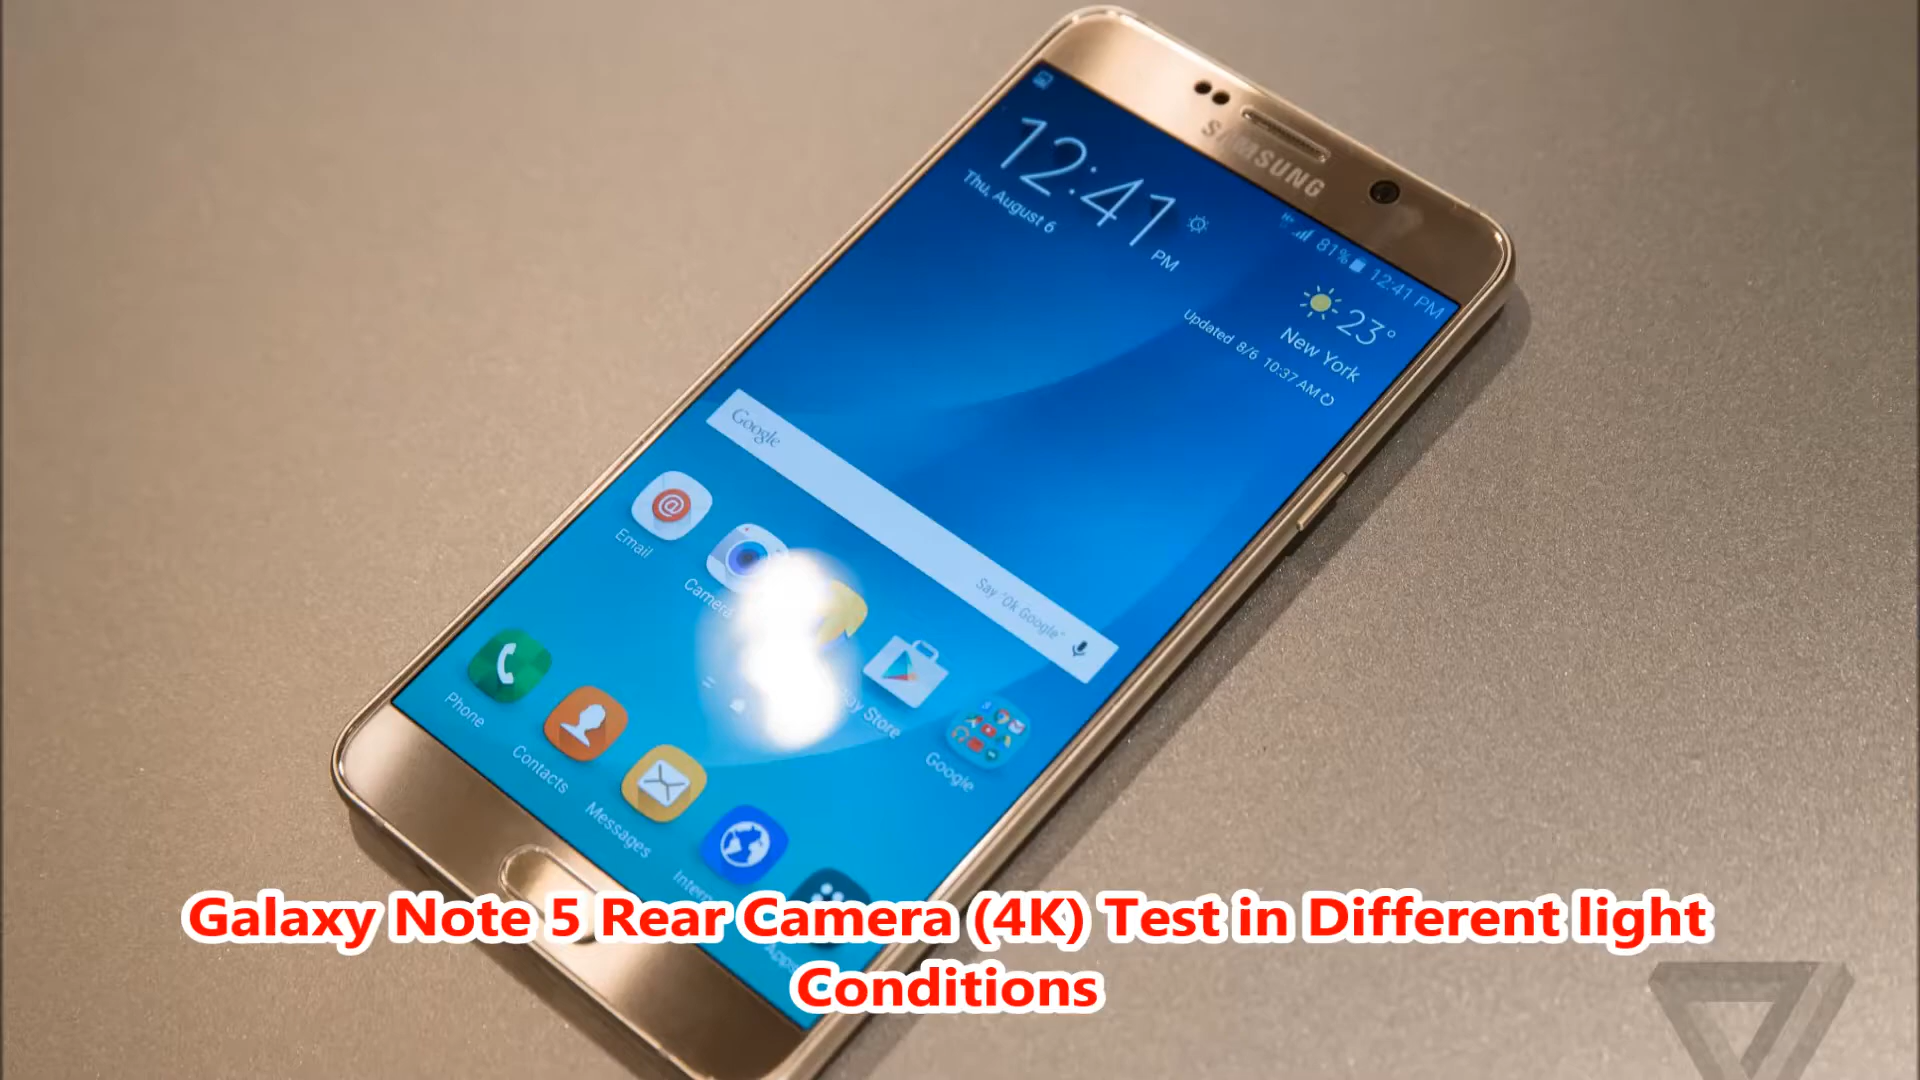 SAMSUNG
81% 12:41 PM
12:41 PM
Thu, August 6
23°
New York
Updated 8/6 10:37 AM
Google
Say "Ok Google"
Email
Camera
Store
Google
Phone
Contacts
Messages
Apps
Galaxy Note 5 Rear Camera (4K) Test in Different light
Conditions